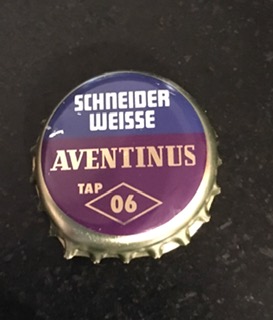 SCHNEIDER
WEISSE
AVENTINUS
TAP
06